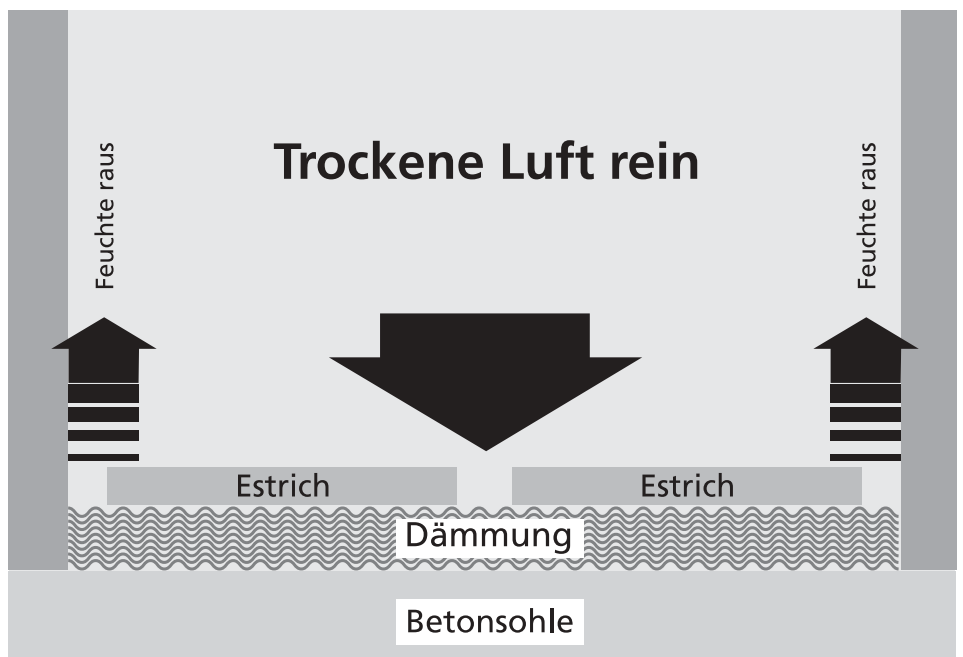 Trockene Luft rein
Feuchte raus
Feuchte raus
Estrich
Estrich
Dämmung
Betonsohle